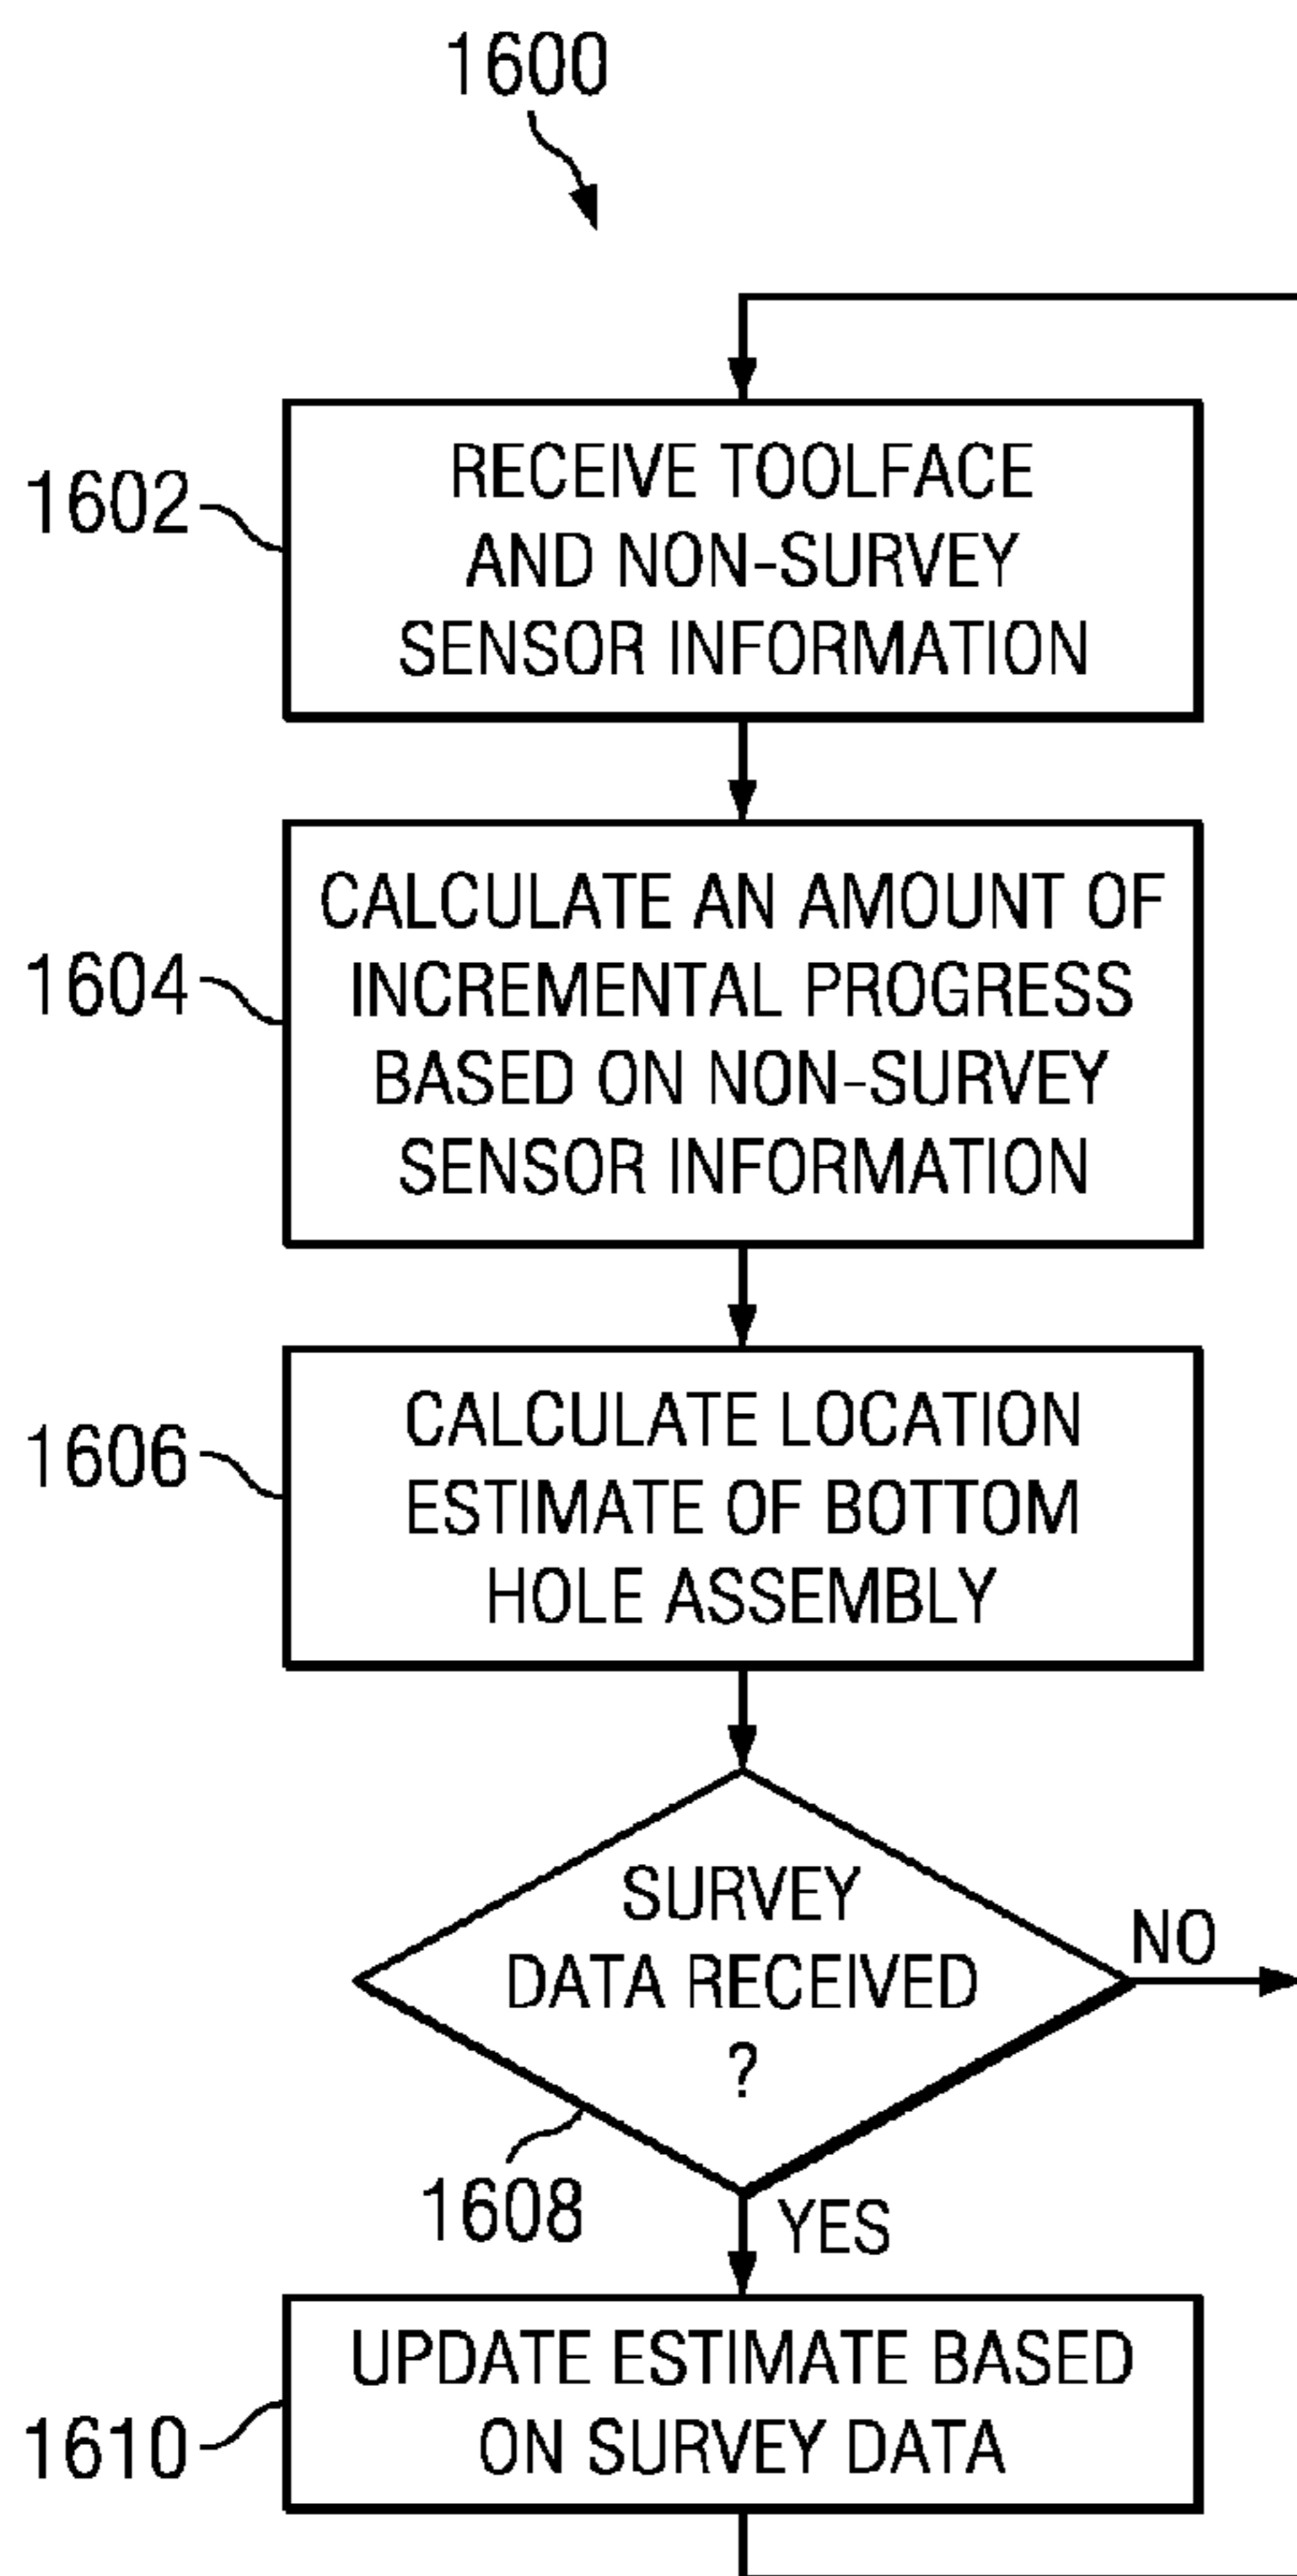 1600
1602
RECEIVE TOOLFACE
AND NON-SURVEY
SENSOR INFORMATION
1604
CALCULATE AN AMOUNT OF
INCREMENTAL PROGRESS
BASED ON NON-SURVEY
SENSOR INFORMATION
1606
CALCULATE LOCATION
ESTIMATE OF BOTTOM
HOLE ASSEMBLY
SURVEY
DATA RECEIVED
?
NO
1608
YES
1610
UPDATE ESTIMATE BASED
ON SURVEY DATA